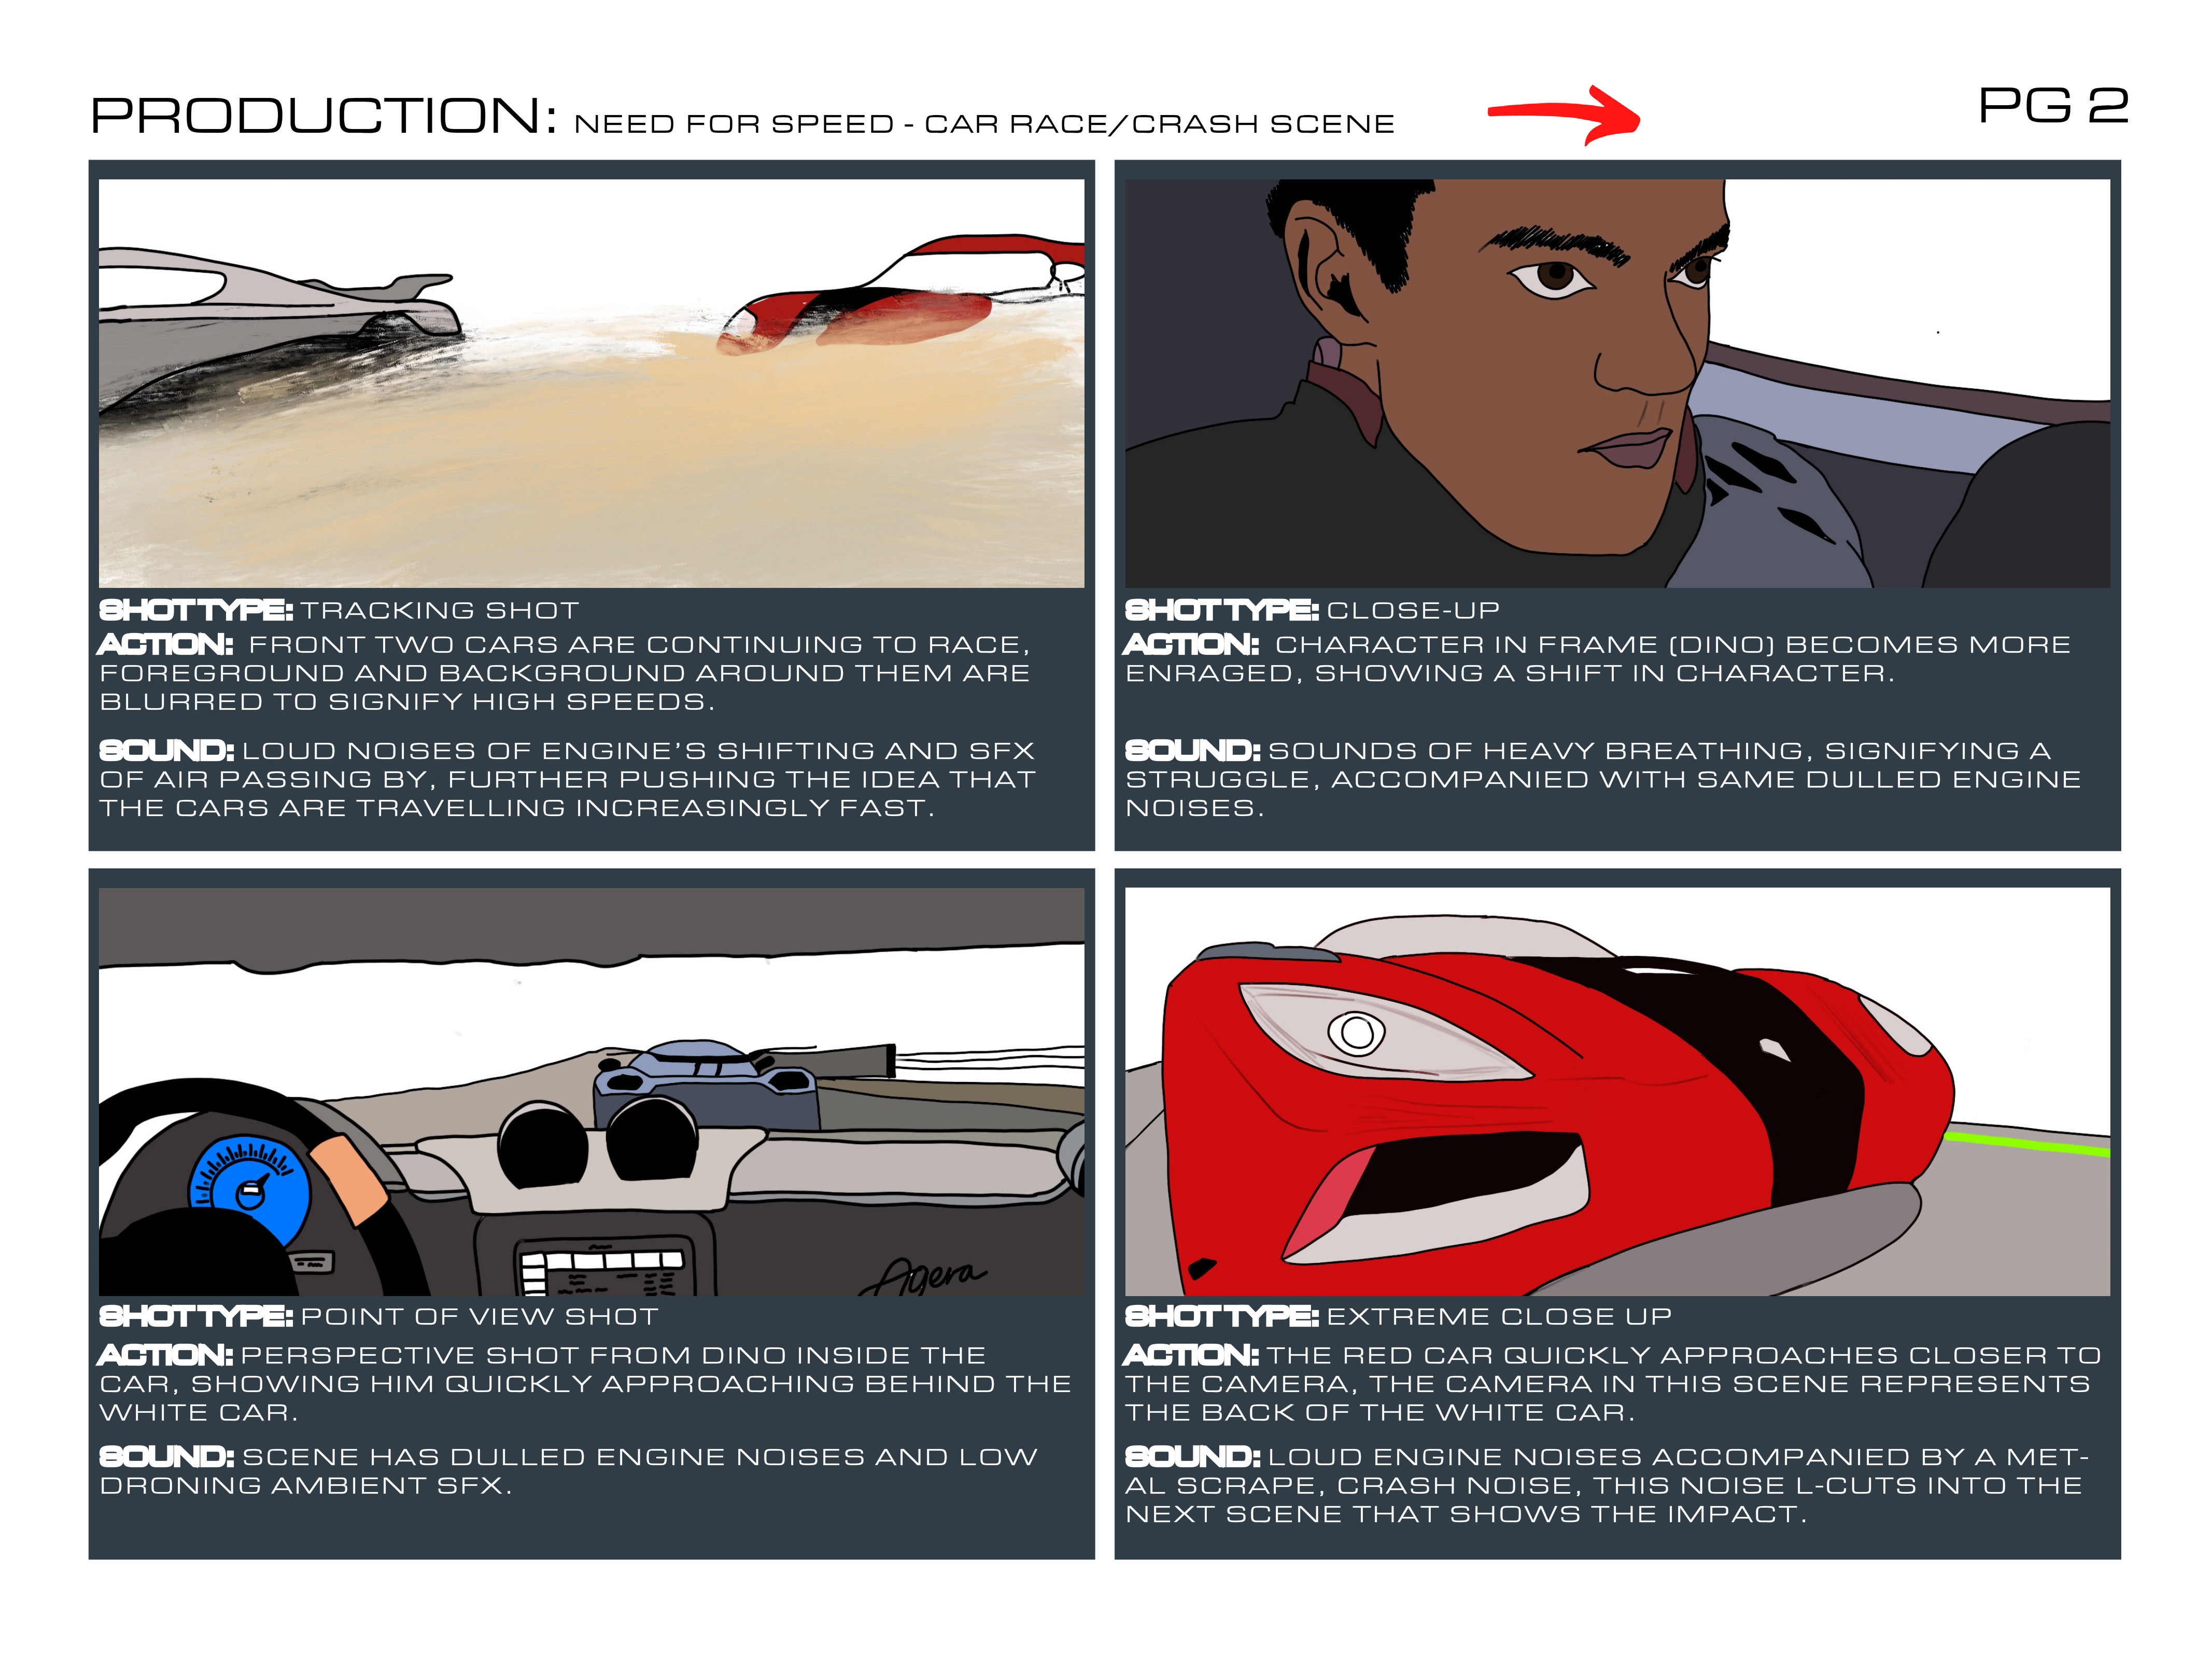 PRODUCTION: NEED FOR SPEED - CAR RACE/CRASH SCENE
PG 2
SHOT TYPE: TRACKING SHOT
ACTION: FRONT TWO CARS ARE CONTINUING TO RACE,
FOREGROUND AND BACKGROUND AROUND THEM ARE
BLURRED TO SIGNIFY HIGH SPEEDS.
SOUND: LOUD NOISES OF ENGINE'S SHIFTING AND SFX
OF AIR PASSING BY, FURTHER PUSHING THE IDEA THAT
THE CARS ARE TRAVELLING INCREASINGLY FAST.
SHOT TYPE: CLOSE-UP
ACTION: CHARACTER IN FRAME (DINO) BECOMES MORE
ENRAGED, SHOWING A SHIFT IN CHARACTER.
SOUND: SOUNDS OF HEAVY BREATHING, SIGNIFYING A
STRUGGLE, ACCOMPANIED WITH SAME DULLED ENGINE
NOISES.
Agera
SHOT TYPE: POINT OF VIEW SHOT
ACTION: PERSPECTIVE SHOT FROM DINO INSIDE THE
CAR, SHOWING HIM QUICKLY APPROACHING BEHIND THE
WHITE CAR.
SOUND: SCENE HAS DULLED ENGINE NOISES AND LOW
DRONING AMBIENT SFX.
SHOT TYPE: EXTREME CLOSE UP
ACTION: THE RED CAR QUICKLY APPROACHES CLOSER TO
THE CAMERA, THE CAMERA IN THIS SCENE REPRESENTS
THE BACK OF THE WHITE CAR.
SOUND: LOUD ENGINE NOISES ACCOMPANIED BY A MET-
AL SCRAPE, CRASH NOISE, THIS NOISE L-CUTS INTO THE
NEXT SCENE THAT SHOWS THE IMPACT.